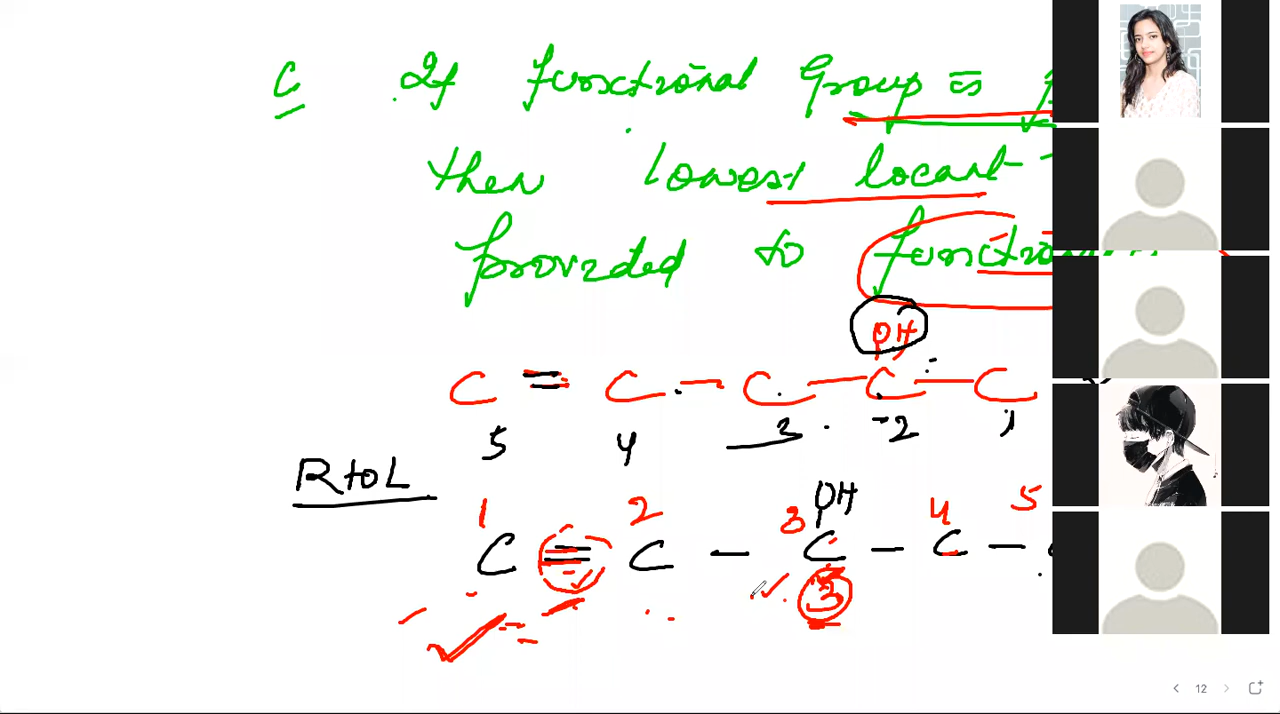 C If functional Group is
then lowest locant
provided to functional
OH
C = C - C - C - C
5 4 3 -2 1
R to L
OH
1 2 3 4 5
C ≡ C - C - C -
3
12